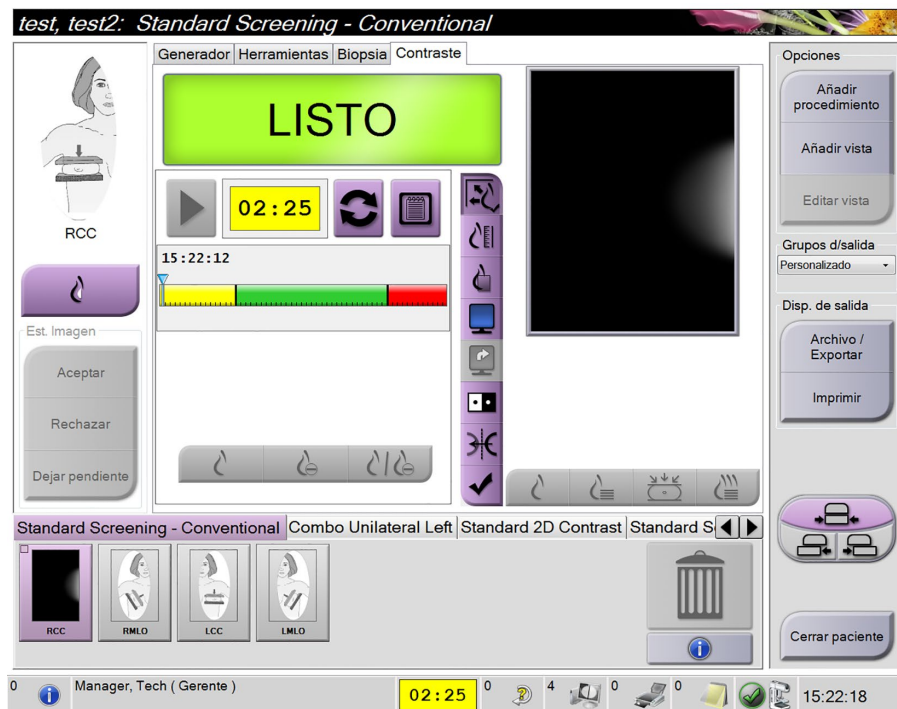 test, test2: Standard Screening - Conventional
Generador Herramientas Biopsia Contraste
LISTO
02:25
15:22:12
RCC
Est. Imagen
Aceptar
Rechazar
Dejar pendiente
Opciones
Añadir
procedimiento
Añadir vista
Editar vista
Grupos d/salida
Personalizado
Disp. de salida
Archivo /
Exportar
Imprimir
Standard Screening - Conventional Combo Unilateral Left Standard 2D Contrast Standard S
RCC RMLO LCC LMLO
Cerrar paciente
0 Manager, Tech ( Gerente ) 02:25 0 4 0 0 15:22:18